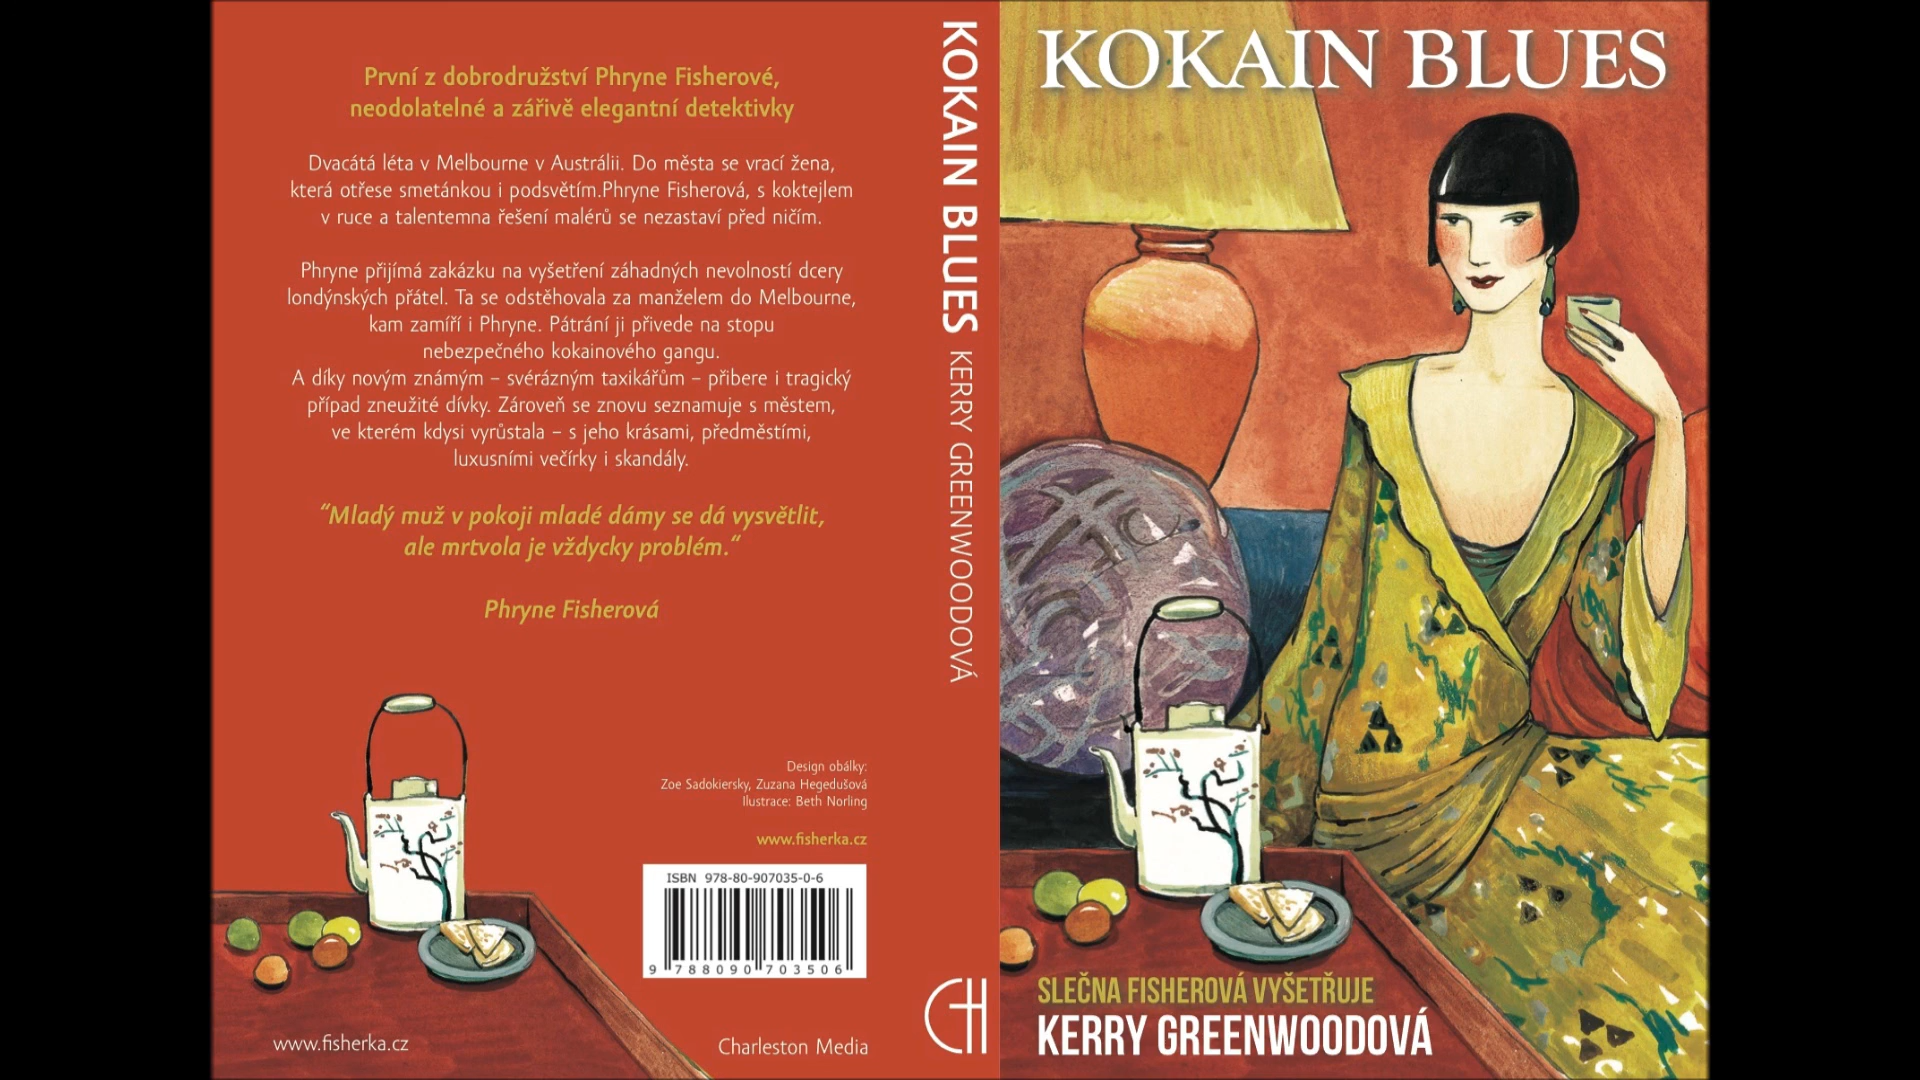 První z dobrodružství Phryne Fisherové,
neodolatelné a zářivě elegantní detektivky
Dvacátá léta v Melbourne v Austrálii. Do města se vrací žena,
která otřese smetánkou i podsvětím.Phryne Fisherová, s koktejlem
v ruce a talentemna řešení malérů se nezastaví před ničím.
Phryne přijímá zakázku na vyšetření záhadných nevolností dcery
londýnských přátel. Ta se odstěhovala za manželem do Melbourne,
kam zamíří i Phryne. Pátrání ji přivede na stopu
nebezpečného kokainového gangu.
A díky novým známým – svérázným taxikářům – přibere i tragický
případ zneužité dívky. Zároveň se znovu seznamuje s městem,
ve kterém kdysi vyrůstala – s jeho krásami, předměstími,
luxusními večírky i skandály.
“Mladý muž v pokoji mladé dámy se dá vysvětlit,
ale mrtvola je vždycky problém.“
Phryne Fisherová
Design obálky:
Zoe Sadokiersky, Zuzana Hegedušová
Ilustrace: Beth Norling
www.fisherka.cz
ISBN 978-80-907035-0-6
9 788090 703506
www.fisherka.cz
Charleston Media
KOKAIN BLUES KERRY GREENWOODOVÁ
CH
KOKAIN BLUES
SLEČNA FISHEROVÁ VYŠETŘUJE
KERRY GREENWOODOVÁ